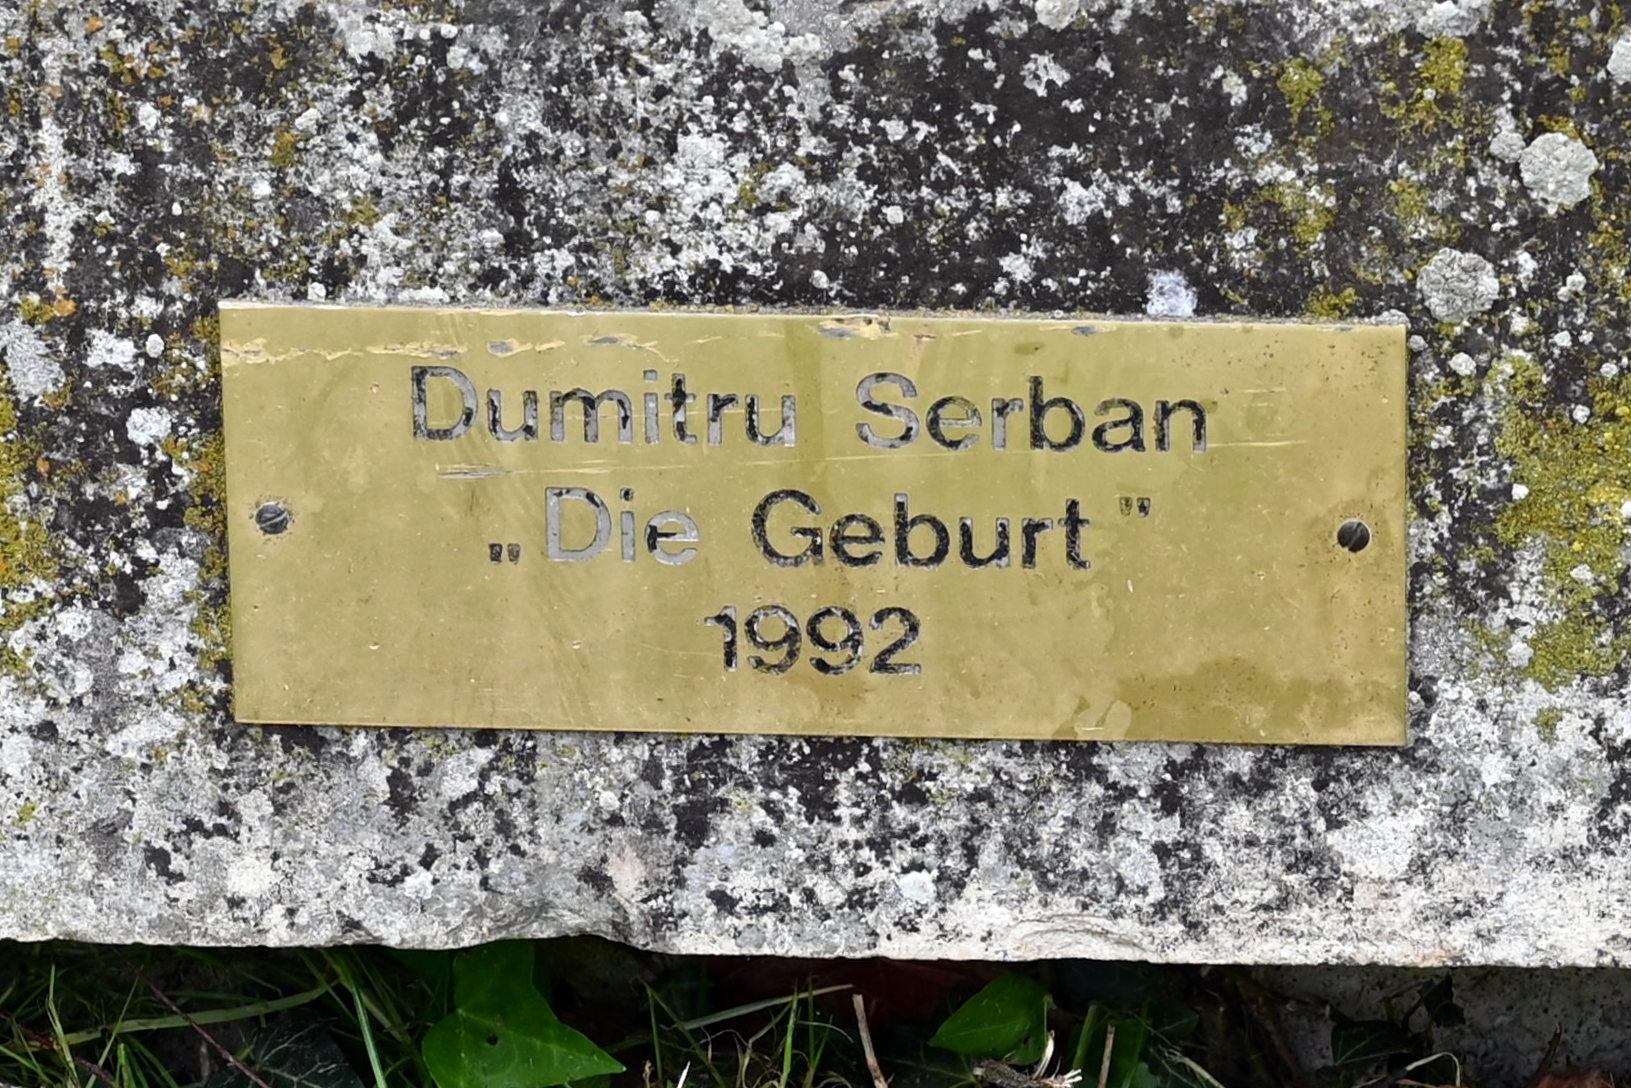 Dumitru Serban
„Die Geburt"
1992